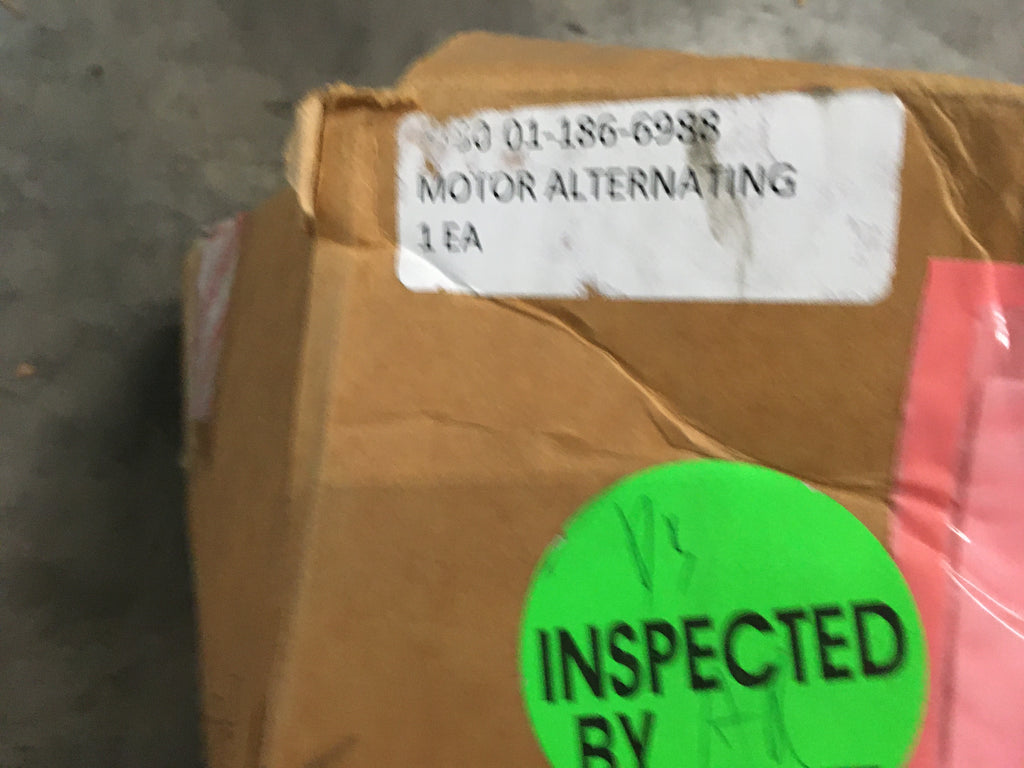 01-186-6988
MOTOR ALTERNATING
1 EA
INSPECTED
BY